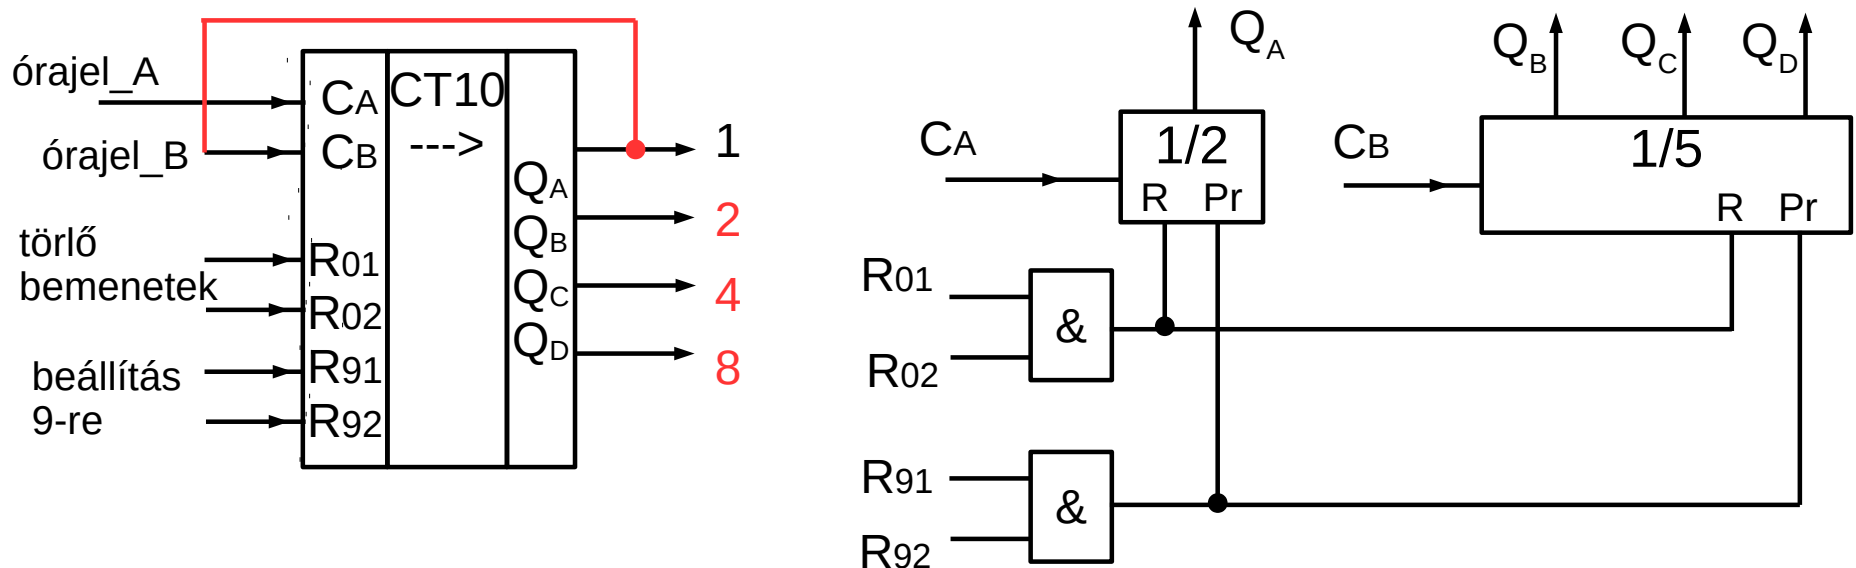 órajel_A
órajel_B
törlő
bemenetek
beállítás
9-re
CA
CB
R01
R02
R91
R92
CT10
--->
QA
QB
QC
QD
1
2
4
8
QA
CA
1/2
R Pr
QB QC QD
CB
1/5
R Pr
R01
&
R02
R91
&
R92